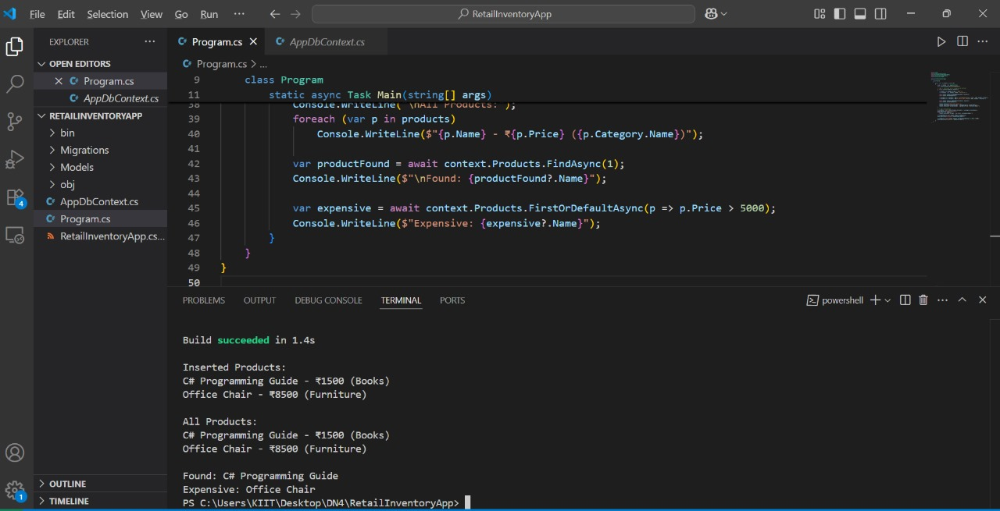 File Edit Selection View Go Run ··· RetailInventoryApp
EXPLORER ···
OPEN EDITORS
Program.cs
AppDbContext.cs
RETAILINVENTORYAPP
bin
Migrations
Models
obj
AppDbContext.cs
Program.cs
RetailInventoryApp.cs...
OUTLINE
TIMELINE
4
1
Program.cs AppDbContext.cs
Program.cs > ...
9 class Program
11 static async Task Main(string[] args)
38 Console.WriteLine("\nAll Products:");
39 foreach (var p in products)
40 Console.WriteLine($"{p.Name} - ₹{p.Price} ({p.Category.Name})");
41
42 var productFound = await context.Products.FindAsync(1);
43 Console.WriteLine($"\nFound: {productFound?.Name}");
44
45 var expensive = await context.Products.FirstOrDefaultAsync(p => p.Price > 5000);
46 Console.WriteLine($"Expensive: {expensive?.Name}");
47 }
48 }
49 }
50
PROBLEMS OUTPUT DEBUG CONSOLE TERMINAL PORTS powershell
Build succeeded in 1.4s
Inserted Products:
C# Programming Guide - ₹1500 (Books)
Office Chair - ₹8500 (Furniture)
All Products:
C# Programming Guide - ₹1500 (Books)
Office Chair - ₹8500 (Furniture)
Found: C# Programming Guide
Expensive: Office Chair
PS C:\Users\KIIT\Desktop\DN4\RetailInventoryApp>